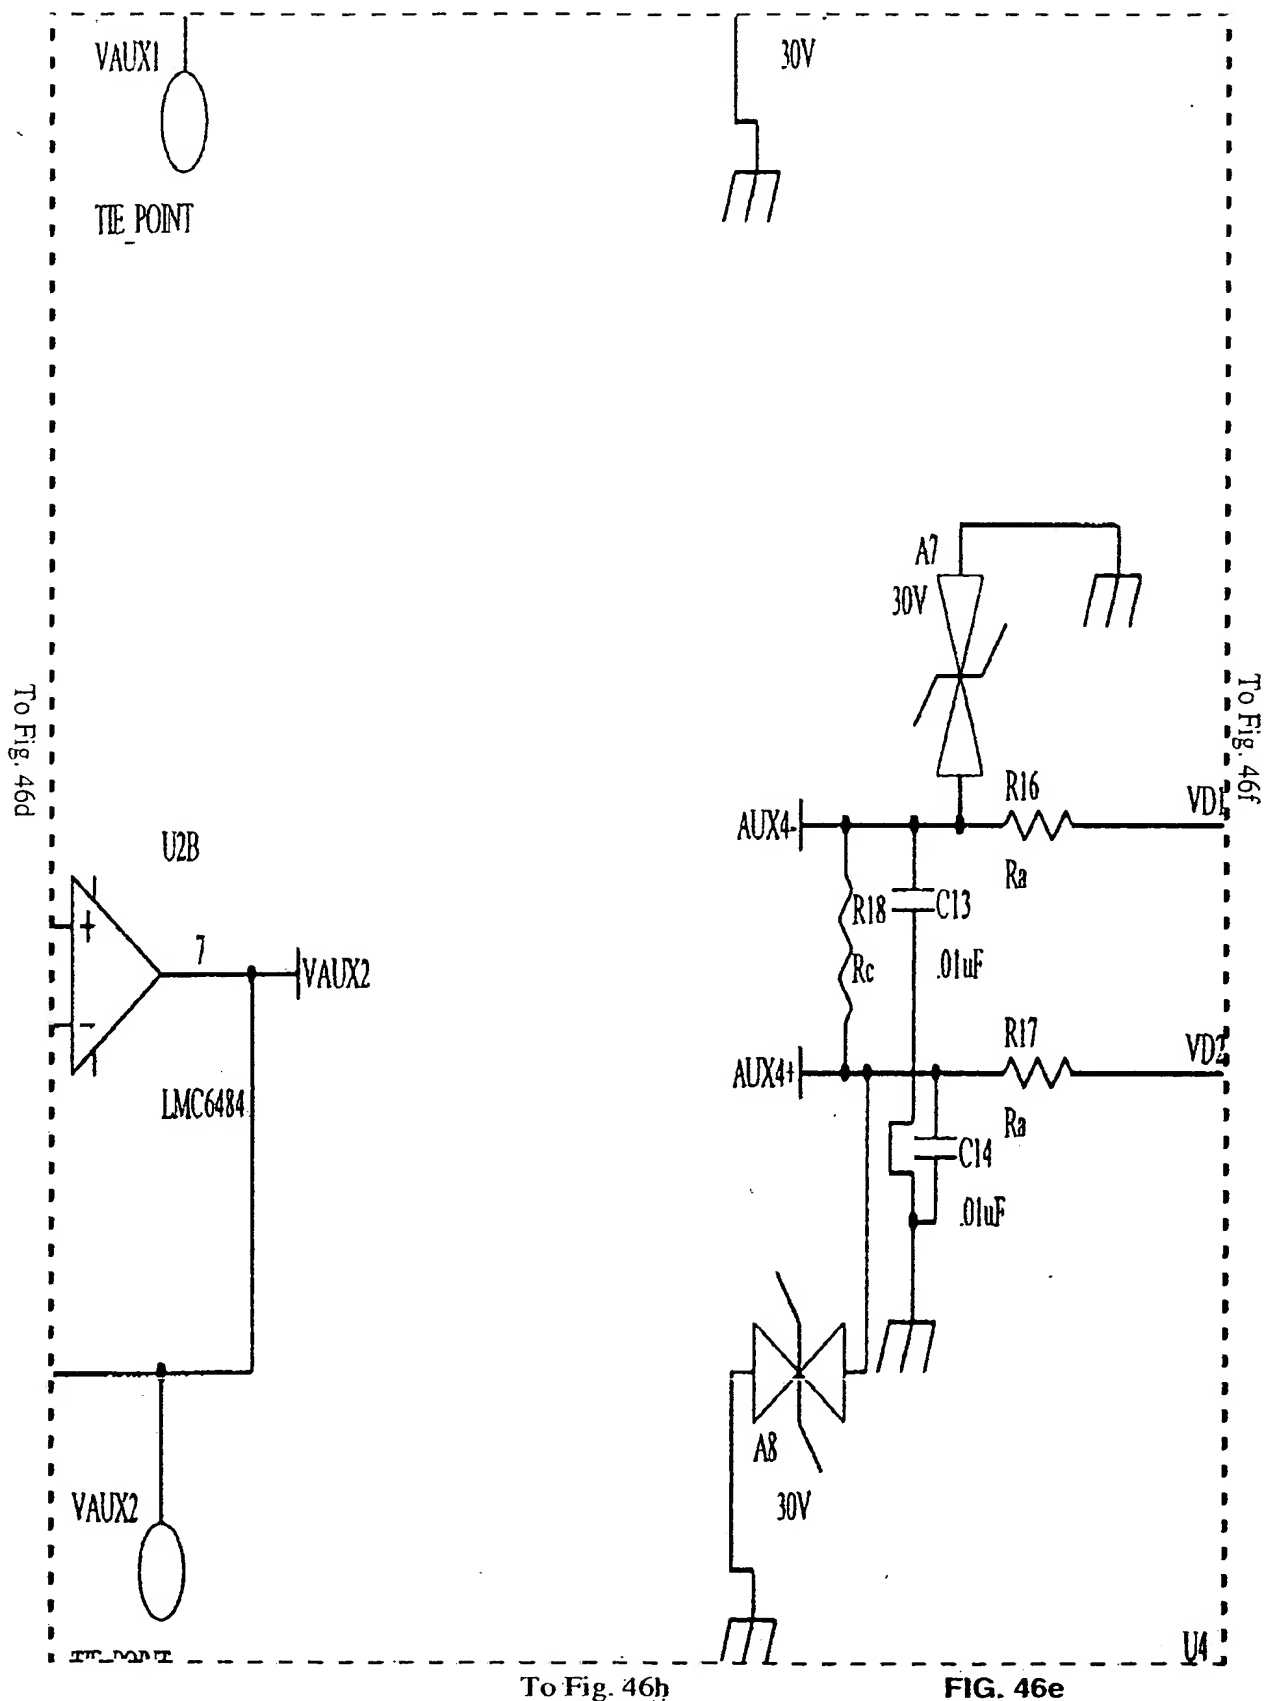 VAUX1
30V
TIE_POINT
A7
30V
To Fig. 46d
To Fig. 46f
R16
VD1
AUX4-
U2B
Ra
R18
C13
+
7
VAUX2
Rc
.01uF
-
R17
VD2
AUX4+
LMC6484
Ra
C14
.01uF
A8
VAUX2
30V
TIE_POINT
U4
To Fig. 46h
FIG. 46e